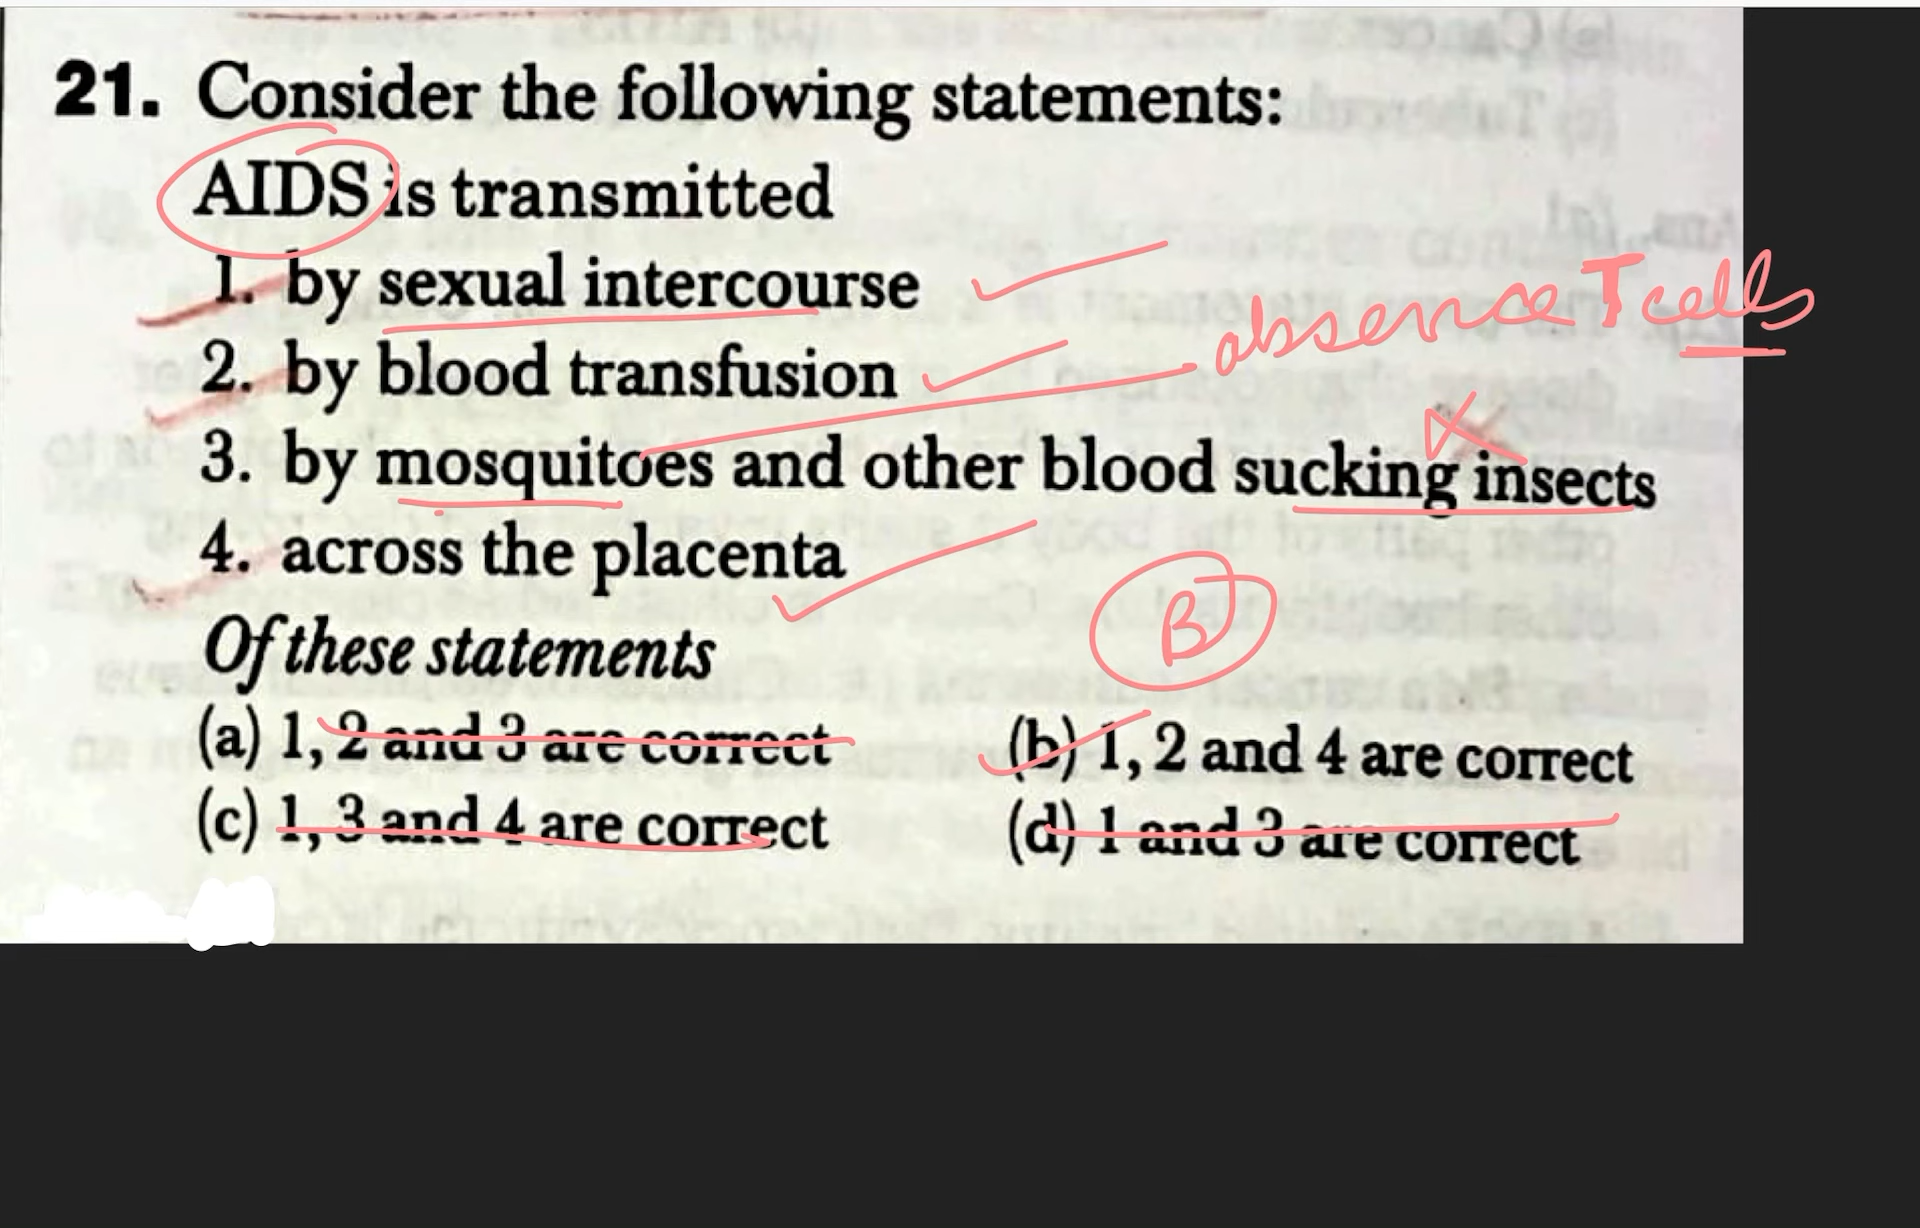 21. Consider the following statements:
AIDS is transmitted
1. by sexual intercourse
absence T cells
2. by blood transfusion
3. by mosquitoes and other blood sucking insects
4. across the placenta
B
Of these statements
(a) 1, 2 and 3 are correct (b) 1, 2 and 4 are correct
(c) 1, 3 and 4 are correct (d) 1 and 3 are correct